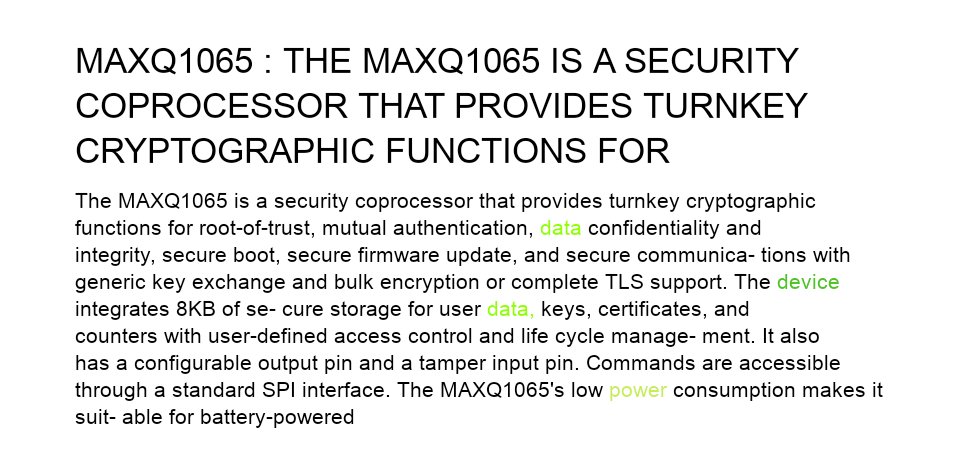 MAXQ1065 : THE MAXQ1065 IS A SECURITY
COPROCESSOR THAT PROVIDES TURNKEY
CRYPTOGRAPHIC FUNCTIONS FOR
The MAXQ1065 is a security coprocessor that provides turnkey cryptographic
functions for root-of-trust, mutual authentication, data confidentiality and
integrity, secure boot, secure firmware update, and secure communica- tions with
generic key exchange and bulk encryption or complete TLS support. The device
integrates 8KB of se- cure storage for user data, keys, certificates, and
counters with user-defined access control and life cycle manage- ment. It also
has a configurable output pin and a tamper input pin. Commands are accessible
through a standard SPI interface. The MAXQ1065's low power consumption makes it
suit- able for battery-powered